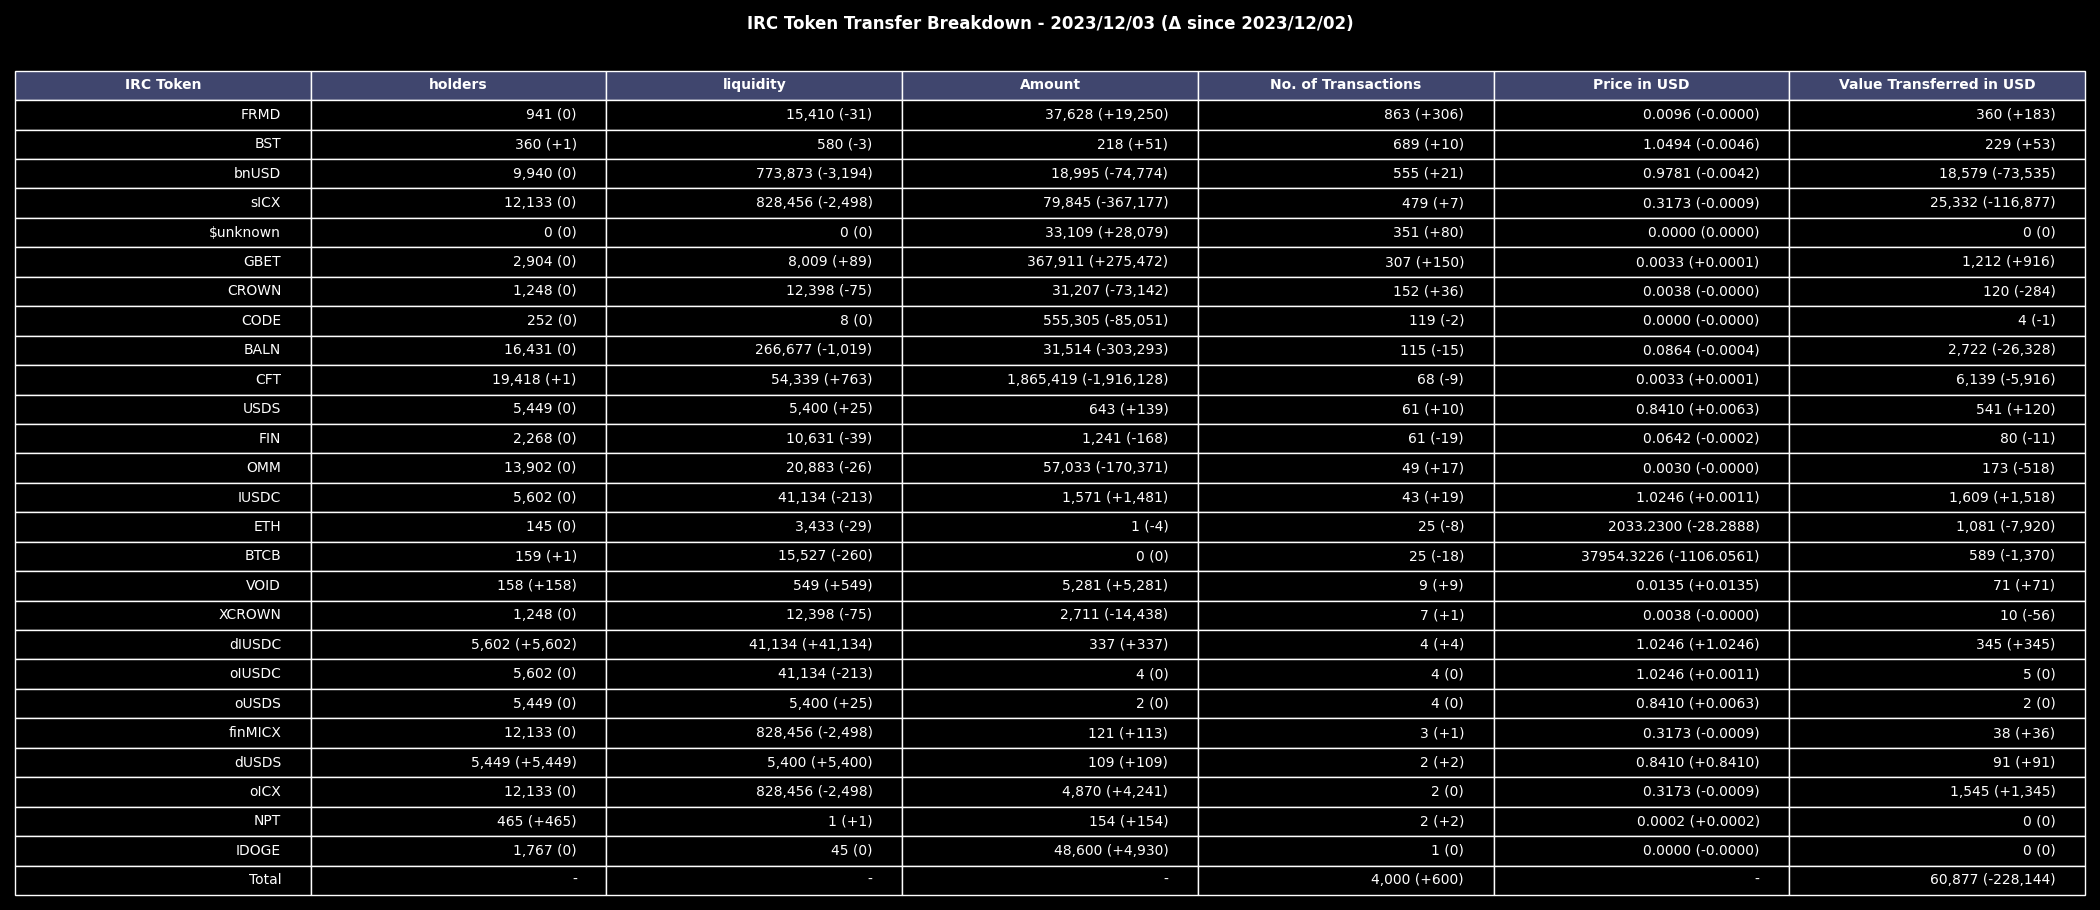 IRC Token Transfer Breakdown - 2023/12/03 (Δ since 2023/12/02)
IRC Token holders liquidity Amount No. of Transactions Price in USD Value Transferred in USD
FRMD 941 (0) 15,410 (-31) 37,628 (+19,250) 863 (+306) 0.0096 (-0.0000) 360 (+183)
BST 360 (+1) 580 (-3) 218 (+51) 689 (+10) 1.0494 (-0.0046) 229 (+53)
bnUSD 9,940 (0) 773,873 (-3,194) 18,995 (-74,774) 555 (+21) 0.9781 (-0.0042) 18,579 (-73,535)
sICX 12,133 (0) 828,456 (-2,498) 79,845 (-367,177) 479 (+7) 0.3173 (-0.0009) 25,332 (-116,877)
$unknown 0 (0) 0 (0) 33,109 (+28,079) 351 (+80) 0.0000 (0.0000) 0 (0)
GBET 2,904 (0) 8,009 (+89) 367,911 (+275,472) 307 (+150) 0.0033 (+0.0001) 1,212 (+916)
CROWN 1,248 (0) 12,398 (-75) 31,207 (-73,142) 152 (+36) 0.0038 (-0.0000) 120 (-284)
CODE 252 (0) 8 (0) 555,305 (-85,051) 119 (-2) 0.0000 (-0.0000) 4 (-1)
BALN 16,431 (0) 266,677 (-1,019) 31,514 (-303,293) 115 (-15) 0.0864 (-0.0004) 2,722 (-26,328)
CFT 19,418 (+1) 54,339 (+763) 1,865,419 (-1,916,128) 68 (-9) 0.0033 (+0.0001) 6,139 (-5,916)
USDS 5,449 (0) 5,400 (+25) 643 (+139) 61 (+10) 0.8410 (+0.0063) 541 (+120)
FIN 2,268 (0) 10,631 (-39) 1,241 (-168) 61 (-19) 0.0642 (-0.0002) 80 (-11)
OMM 13,902 (0) 20,883 (-26) 57,033 (-170,371) 49 (+17) 0.0030 (-0.0000) 173 (-518)
IUSDC 5,602 (0) 41,134 (-213) 1,571 (+1,481) 43 (+19) 1.0246 (+0.0011) 1,609 (+1,518)
ETH 145 (0) 3,433 (-29) 1 (-4) 25 (-8) 2033.2300 (-28.2888) 1,081 (-7,920)
BTCB 159 (+1) 15,527 (-260) 0 (0) 25 (-18) 37954.3226 (-1106.0561) 589 (-1,370)
VOID 158 (+158) 549 (+549) 5,281 (+5,281) 9 (+9) 0.0135 (+0.0135) 71 (+71)
XCROWN 1,248 (0) 12,398 (-75) 2,711 (-14,438) 7 (+1) 0.0038 (-0.0000) 10 (-56)
dIUSDC 5,602 (+5,602) 41,134 (+41,134) 337 (+337) 4 (+4) 1.0246 (+1.0246) 345 (+345)
oIUSDC 5,602 (0) 41,134 (-213) 4 (0) 4 (0) 1.0246 (+0.0011) 5 (0)
oUSDS 5,449 (0) 5,400 (+25) 2 (0) 4 (0) 0.8410 (+0.0063) 2 (0)
finMICX 12,133 (0) 828,456 (-2,498) 121 (+113) 3 (+1) 0.3173 (-0.0009) 38 (+36)
dUSDS 5,449 (+5,449) 5,400 (+5,400) 109 (+109) 2 (+2) 0.8410 (+0.8410) 91 (+91)
oICX 12,133 (0) 828,456 (-2,498) 4,870 (+4,241) 2 (0) 0.3173 (-0.0009) 1,545 (+1,345)
NPT 465 (+465) 1 (+1) 154 (+154) 2 (+2) 0.0002 (+0.0002) 0 (0)
IDOGE 1,767 (0) 45 (0) 48,600 (+4,930) 1 (0) 0.0000 (-0.0000) 0 (0)
Total - - - 4,000 (+600) - 60,877 (-228,144)